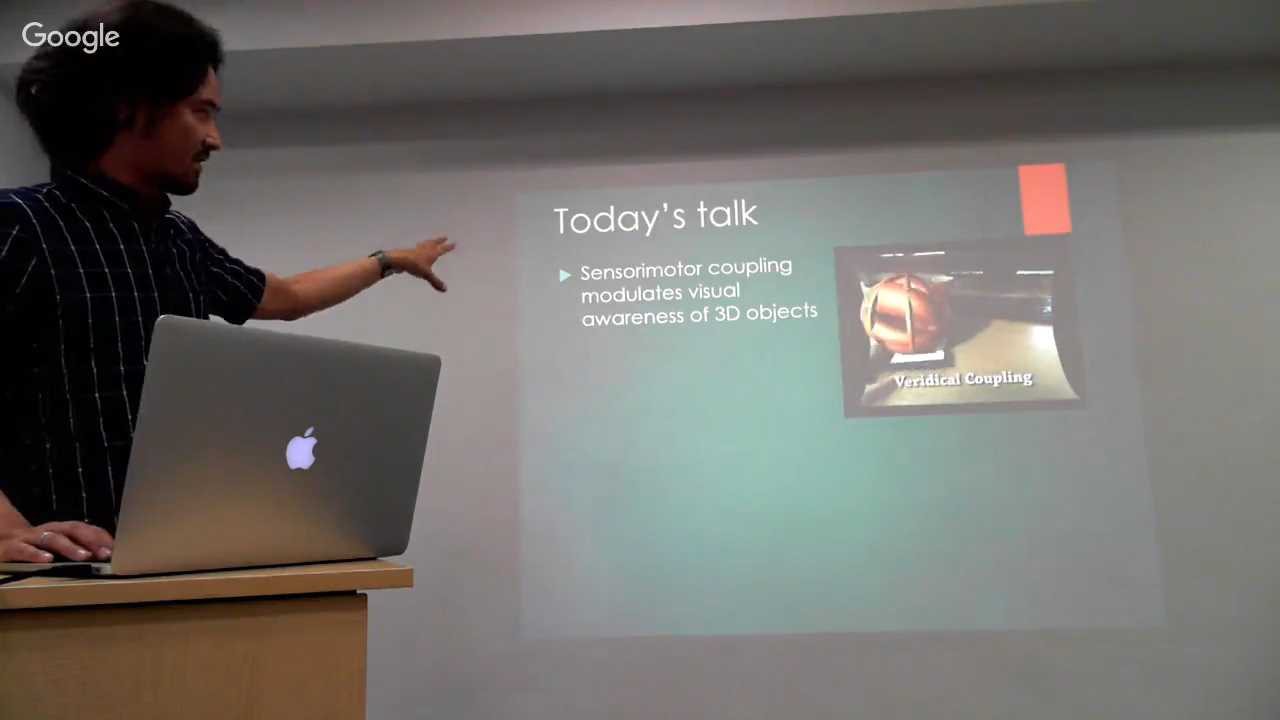 Google
Today's talk
Sensorimotor coupling
modulates visual
awareness of 3D objects
Veridical Coupling